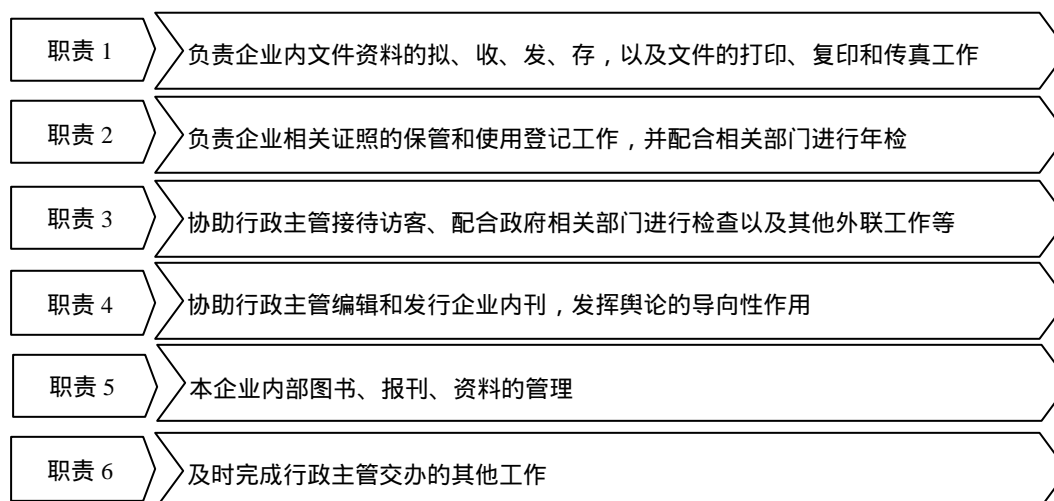 职责 1 负责企业内文件资料的拟、收、发、存，以及文件的打印、复印和传真工作
职责 2 负责企业相关证照的保管和使用登记工作，并配合相关部门进行年检
职责 3 协助行政主管接待访客、配合政府相关部门进行检查以及其他外联工作等
职责 4 协助行政主管编辑和发行企业内刊，发挥舆论的导向性作用
职责 5 本企业内部图书、报刊、资料的管理
职责 6 及时完成行政主管交办的其他工作